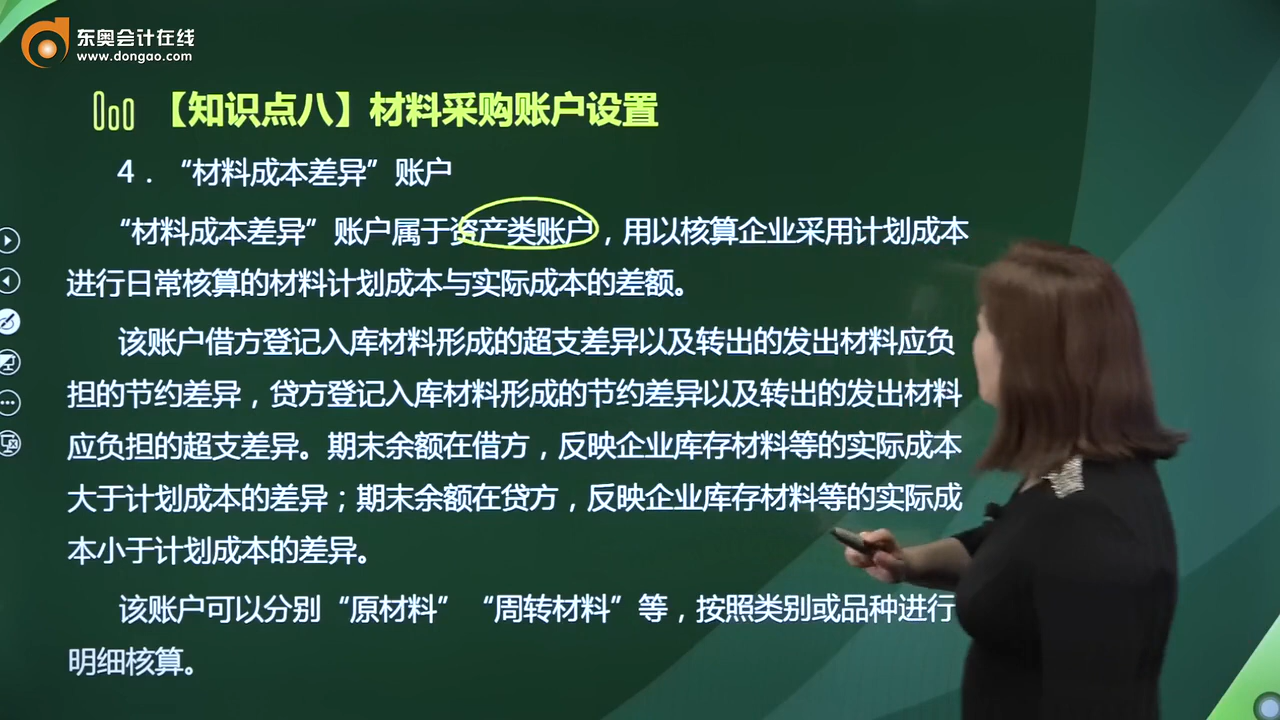 东奥会计在线
www.dongao.com
【知识点八】材料采购账户设置
4．“材料成本差异”账户
“材料成本差异”账户属于资产类账户，用以核算企业采用计划成本
进行日常核算的材料计划成本与实际成本的差额。
该账户借方登记入库材料形成的超支差异以及转出的发出材料应负
担的节约差异，贷方登记入库材料形成的节约差异以及转出的发出材料
应负担的超支差异。期末余额在借方，反映企业库存材料等的实际成本
大于计划成本的差异；期末余额在贷方，反映企业库存材料等的实际成
本小于计划成本的差异。
该账户可以分别“原材料”“周转材料”等，按照类别或品种进行
明细核算。